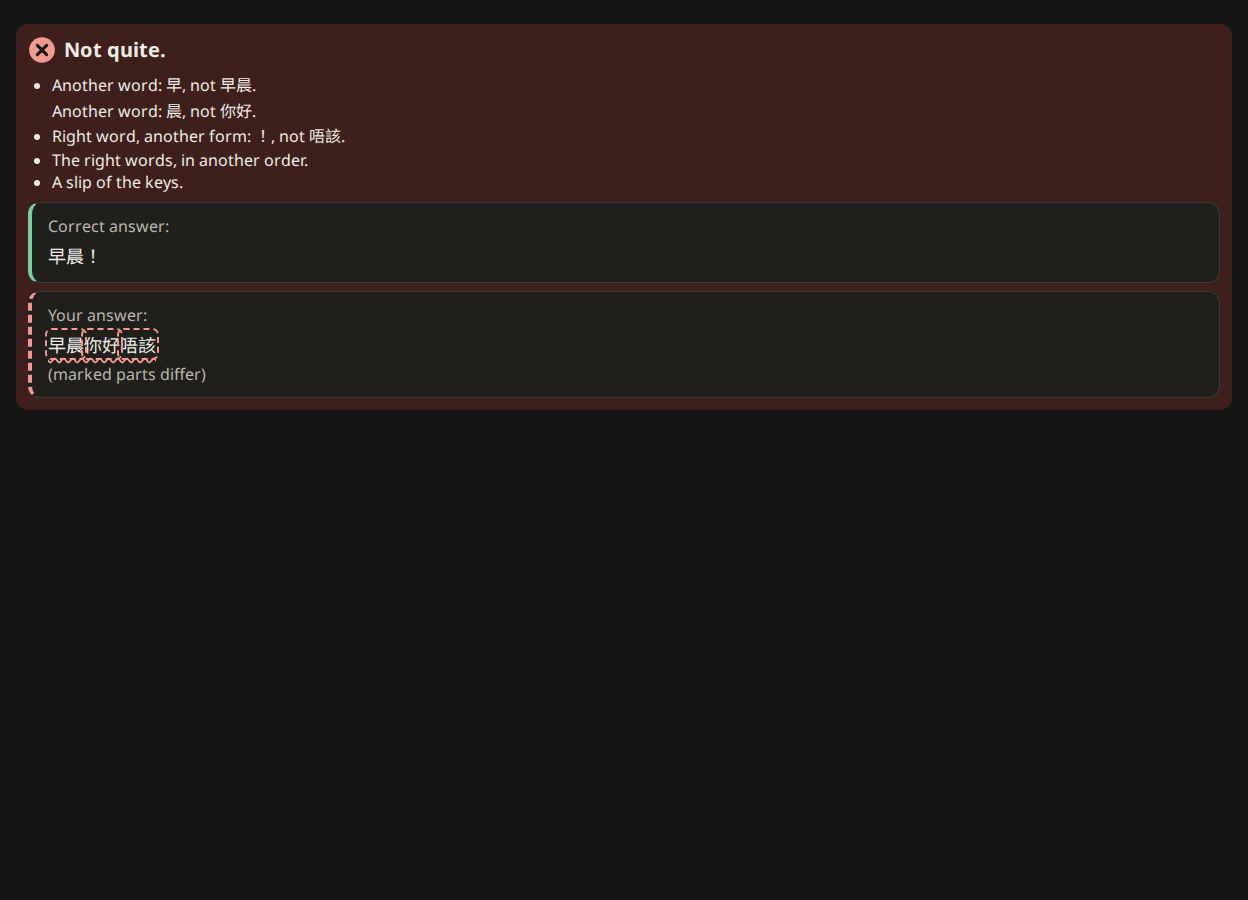 Not quite.
Another word: 早, not 早晨.
Another word: 晨, not 你好.
Right word, another form: ！, not 唔該.
The right words, in another order.
A slip of the keys.
Correct answer:
早晨！
Your answer:
早晨你好唔該
(marked parts differ)